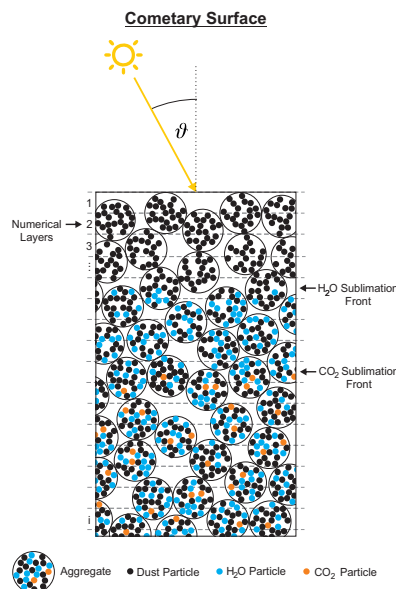 Cometary Surface
ϑ
1
Numerical
Layers
2
3
⋮
H₂O Sublimation
Front
CO₂ Sublimation
Front
i
Aggregate
Dust Particle
H₂O Particle
CO₂ Particle